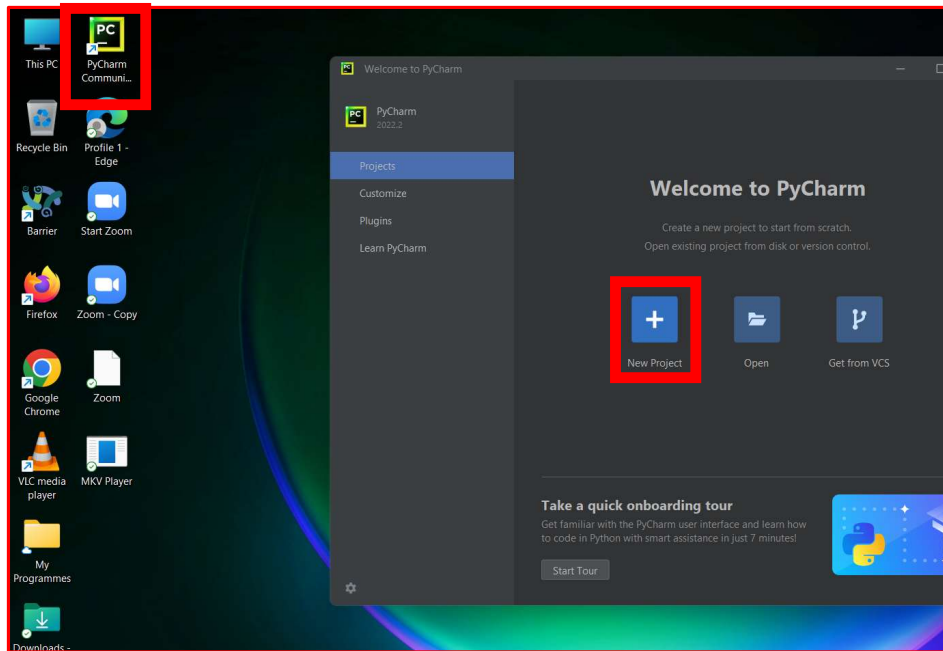 This PC
PC
PyCharm
Communi...
Recycle Bin
Profile 1 -
Edge
Barrier
Start Zoom
Firefox
Zoom - Copy
Google
Chrome
Zoom
VLC media
player
MKV Player
My
Programmes
Downloads -
PC
Welcome to PyCharm
PC
PyCharm
2022.2
Projects
Customize
Plugins
Learn PyCharm
Welcome to PyCharm
Create a new project to start from scratch.
Open existing project from disk or version control.
New Project
Open
Get from VCS
Take a quick onboarding tour
Get familiar with the PyCharm user interface and learn how
to code in Python with smart assistance in just 7 minutes!
Start Tour